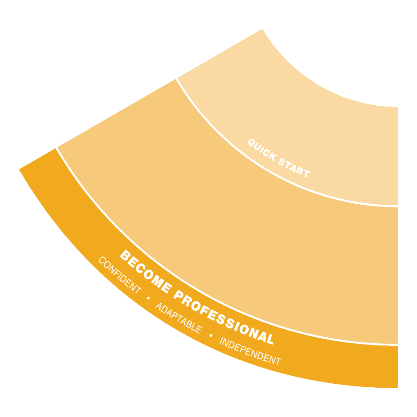 QUICK START
BECOME PROFESSIONAL
CONFIDENT • ADAPTABLE • INDEPENDENT